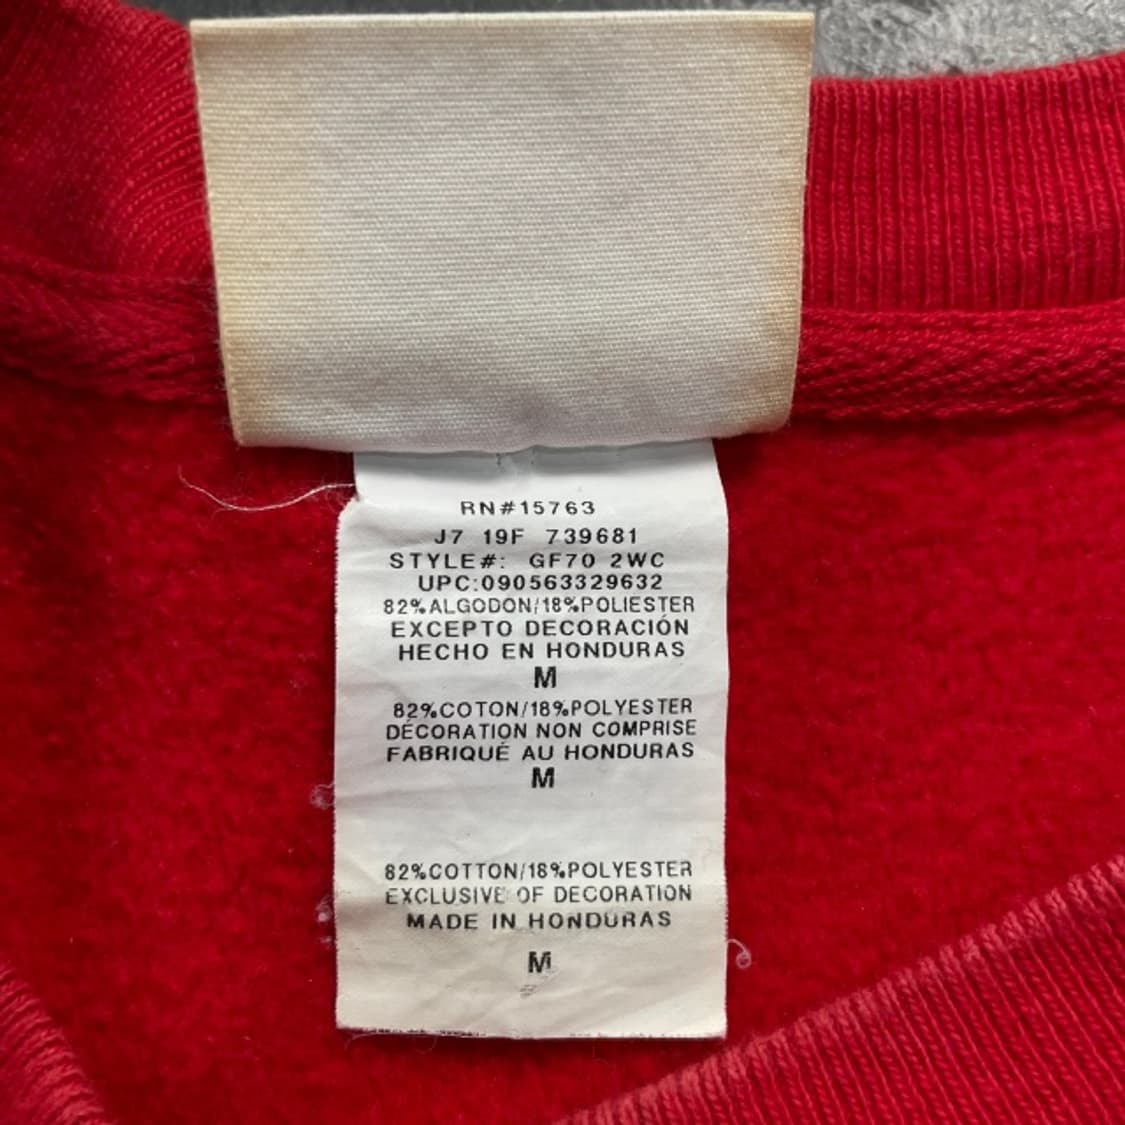 RN#15763
J7 19F 739681
STYLE#: GF70 2WC
UPC:090563329632
82%ALGODON/18%POLIESTER
EXCEPTO DECORACIÓN
HECHO EN HONDURAS
M
82%COTON/18%POLYESTER
DÉCORATION NON COMPRISE
FABRIQUÉ AU HONDURAS
M
82%COTTON/18%POLYESTER
EXCLUSIVE OF DECORATION
MADE IN HONDURAS
M